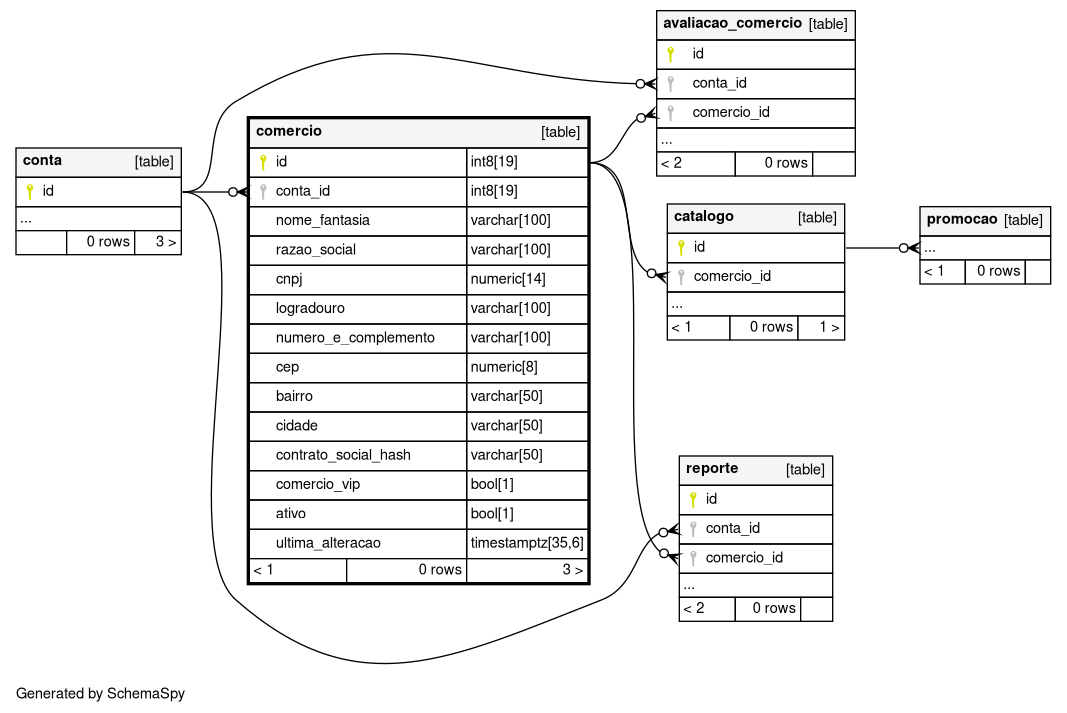 avaliacao_comercio [table]
id
conta_id
comercio_id
...
< 2 0 rows
comercio [table]
id int8[19]
conta_id int8[19]
nome_fantasia varchar[100]
razao_social varchar[100]
cnpj numeric[14]
logradouro varchar[100]
numero_e_complemento varchar[100]
cep numeric[8]
bairro varchar[50]
cidade varchar[50]
contrato_social_hash varchar[50]
comercio_vip bool[1]
ativo bool[1]
ultima_alteracao timestamptz[35,6]
< 1 0 rows 3 >
conta [table]
id
...
0 rows 3 >
catalogo [table]
id
comercio_id
...
< 1 0 rows 1 >
promocao [table]
...
< 1 0 rows
reporte [table]
id
conta_id
comercio_id
...
< 2 0 rows
Generated by SchemaSpy